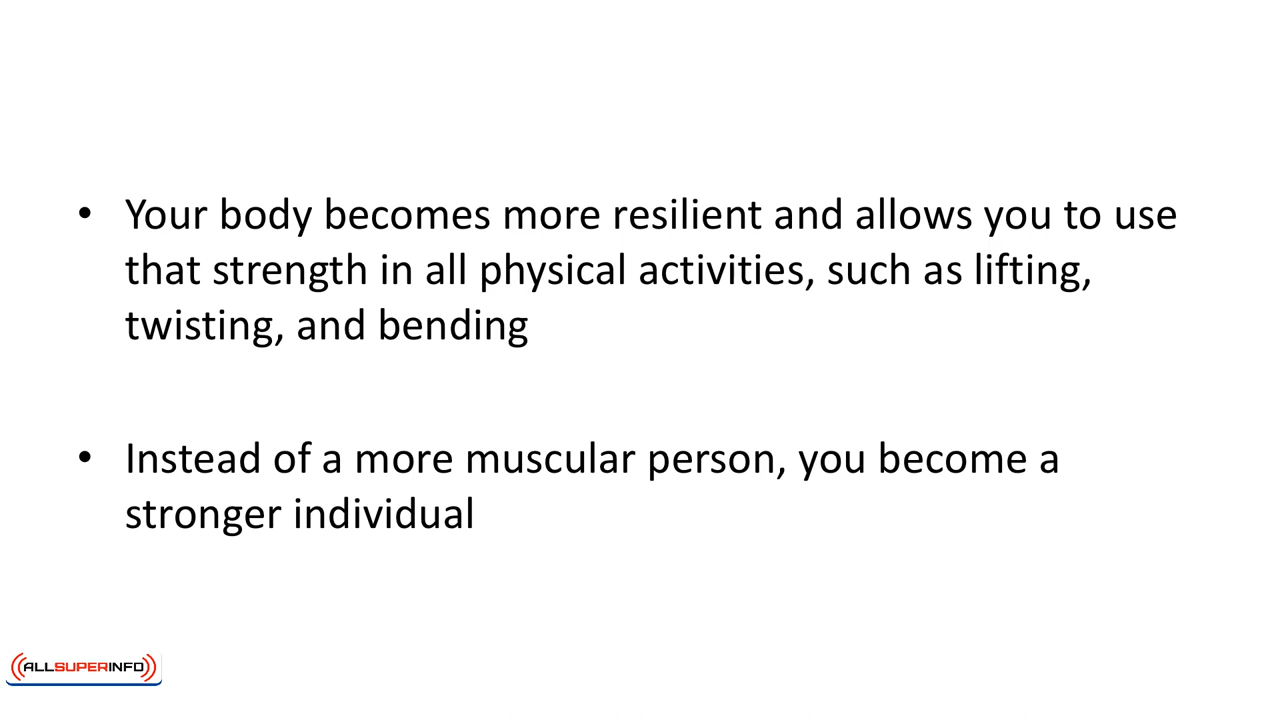 • Your body becomes more resilient and allows you to use
that strength in all physical activities, such as lifting,
twisting, and bending
• Instead of a more muscular person, you become a
stronger individual
ALLSUPERINFO